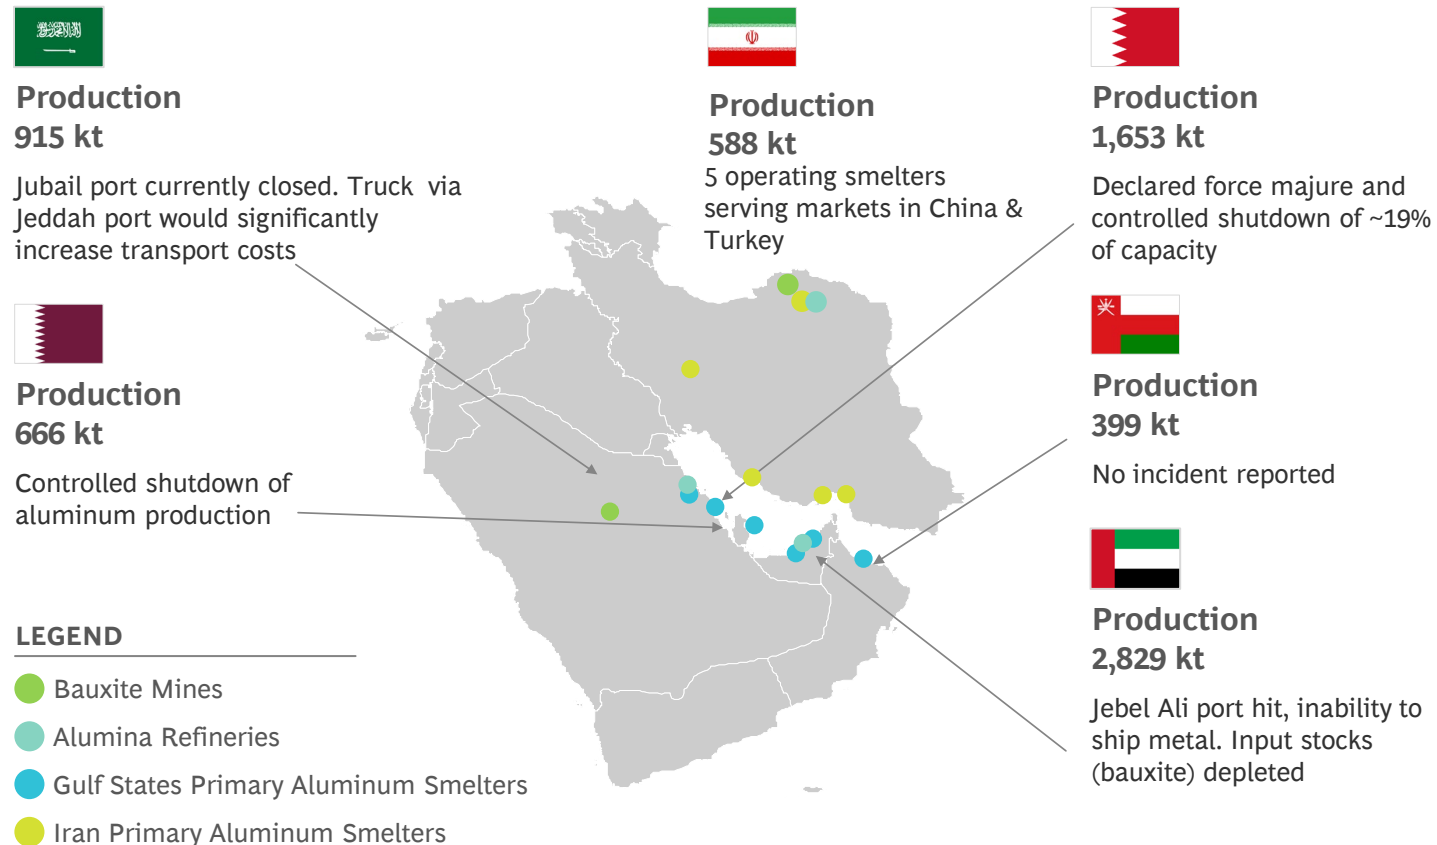 Production
915 kt
Jubail port currently closed. Truck via
Jeddah port would significantly
increase transport costs
Production
666 kt
Controlled shutdown of
aluminum production
Production
588 kt
5 operating smelters
serving markets in China &
Turkey
Production
1,653 kt
Declared force majure and
controlled shutdown of ~19%
of capacity
Production
399 kt
No incident reported
Production
2,829 kt
Jebel Ali port hit, inability to
ship metal. Input stocks
(bauxite) depleted
LEGEND
Bauxite Mines
Alumina Refineries
Gulf States Primary Aluminum Smelters
Iran Primary Aluminum Smelters